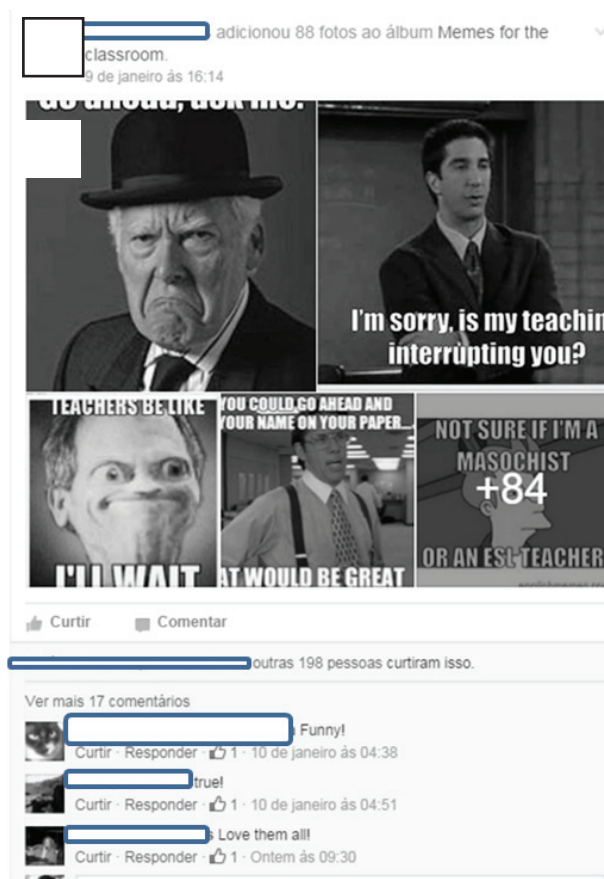 adicionou 88 fotos ao álbum Memes for the
classroom.
9 de janeiro às 16:14
Go ahead, ask me.
I'm sorry, is my teachin
interrupting you?
TEACHERS BE LIKE
I'LL WAIT
YOU COULD GO AHEAD AND
YOUR NAME ON YOUR PAPER...
AT WOULD BE GREAT
NOT SURE IF I'M A
MASOCHIST
+84
OR AN ESL TEACHER
Curtir Comentar
outras 198 pessoas curtiram isso.
Ver mais 17 comentários
Funny!
Curtir · Responder · 1 · 10 de janeiro às 04:38
true!
Curtir · Responder · 1 · 10 de janeiro às 04:51
s Love them all!
Curtir · Responder · 1 · Ontem às 09:30